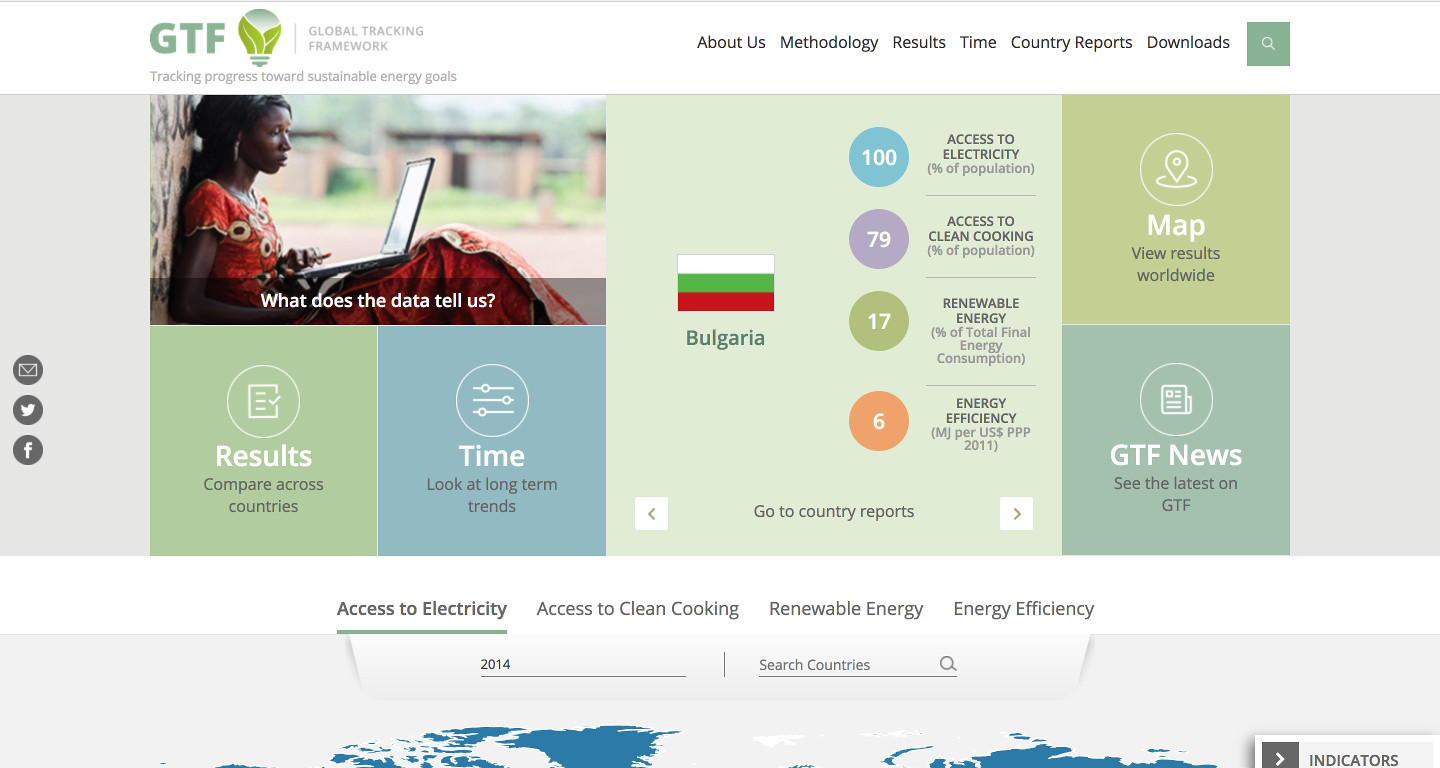 GTF
GLOBAL TRACKING
FRAMEWORK
Tracking progress toward sustainable energy goals
About Us Methodology Results Time Country Reports Downloads
What does the data tell us?
Results
Compare across
countries
Time
Look at long term
trends
Bulgaria
100
ACCESS TO
ELECTRICITY
(% of population)
79
ACCESS TO
CLEAN COOKING
(% of population)
17
RENEWABLE
ENERGY
(% of Total Final
Energy
Consumption)
6
ENERGY
EFFICIENCY
(MJ per US$ PPP
2011)
Go to country reports
Map
View results
worldwide
GTF News
See the latest on
GTF
Access to Electricity Access to Clean Cooking Renewable Energy Energy Efficiency
2014
Search Countries
INDICATORS